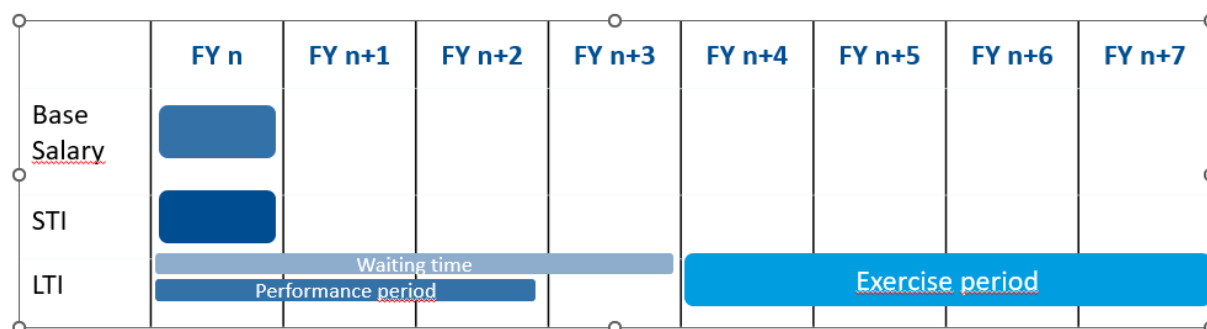 FY n FY n+1 FY n+2 FY n+3 FY n+4 FY n+5 FY n+6 FY n+7
Base
Salary
STI
LTI
Waiting time
Performance period
Exercise period